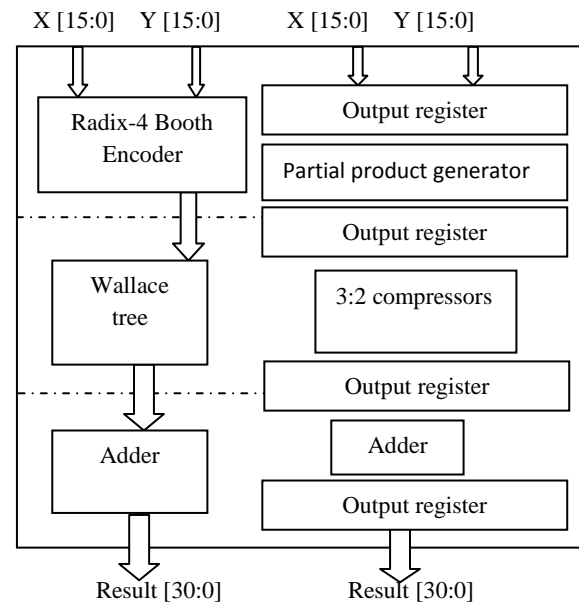 X [15:0] Y [15:0] X [15:0] Y [15:0]
Radix-4 Booth
Encoder
Output register
Partial product generator
Output register
Wallace
tree
3:2 compressors
Output register
Adder
Adder
Output register
Result [30:0] Result [30:0]